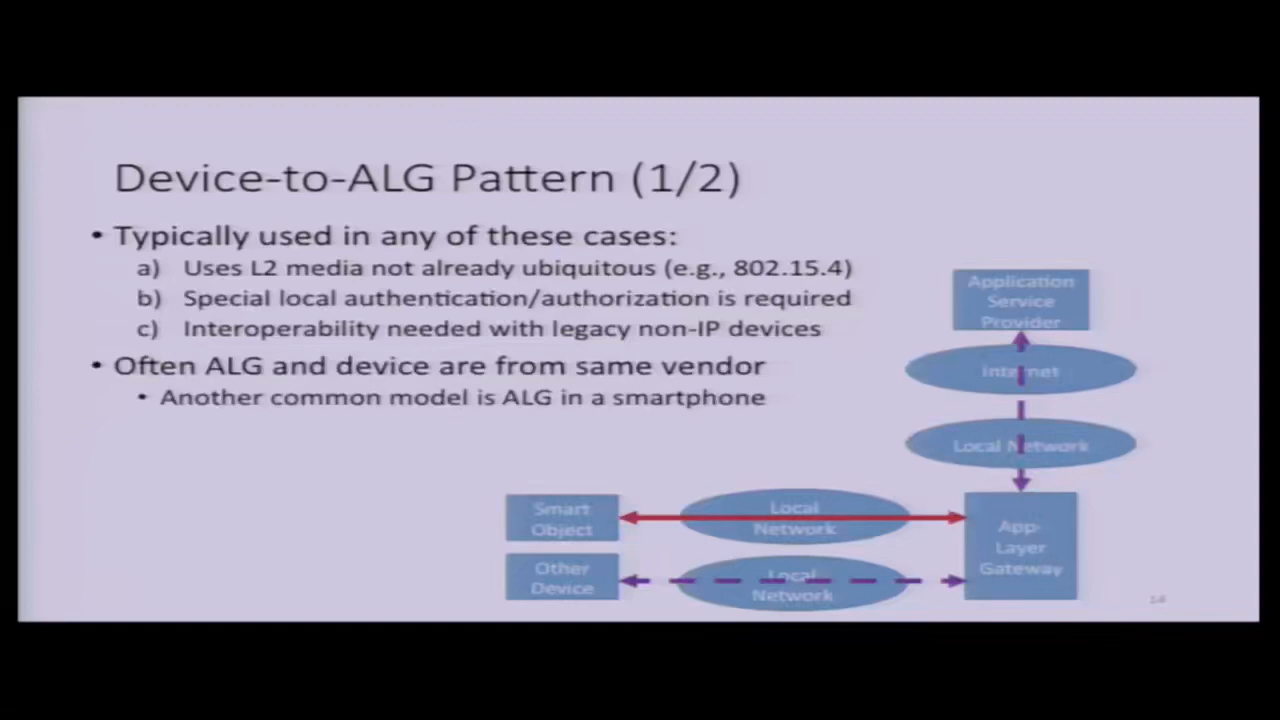 Device-to-ALG Pattern (1/2)
• Typically used in any of these cases:
a) Uses L2 media not already ubiquitous (e.g., 802.15.4)
b) Special local authentication/authorization is required
c) Interoperability needed with legacy non-IP devices
• Often ALG and device are from same vendor
• Another common model is ALG in a smartphone
Application
Service
Provider
Internet
Local Network
Smart
Object
Local
Network
App-
Layer
Gateway
Other
Device
Local
Network
14